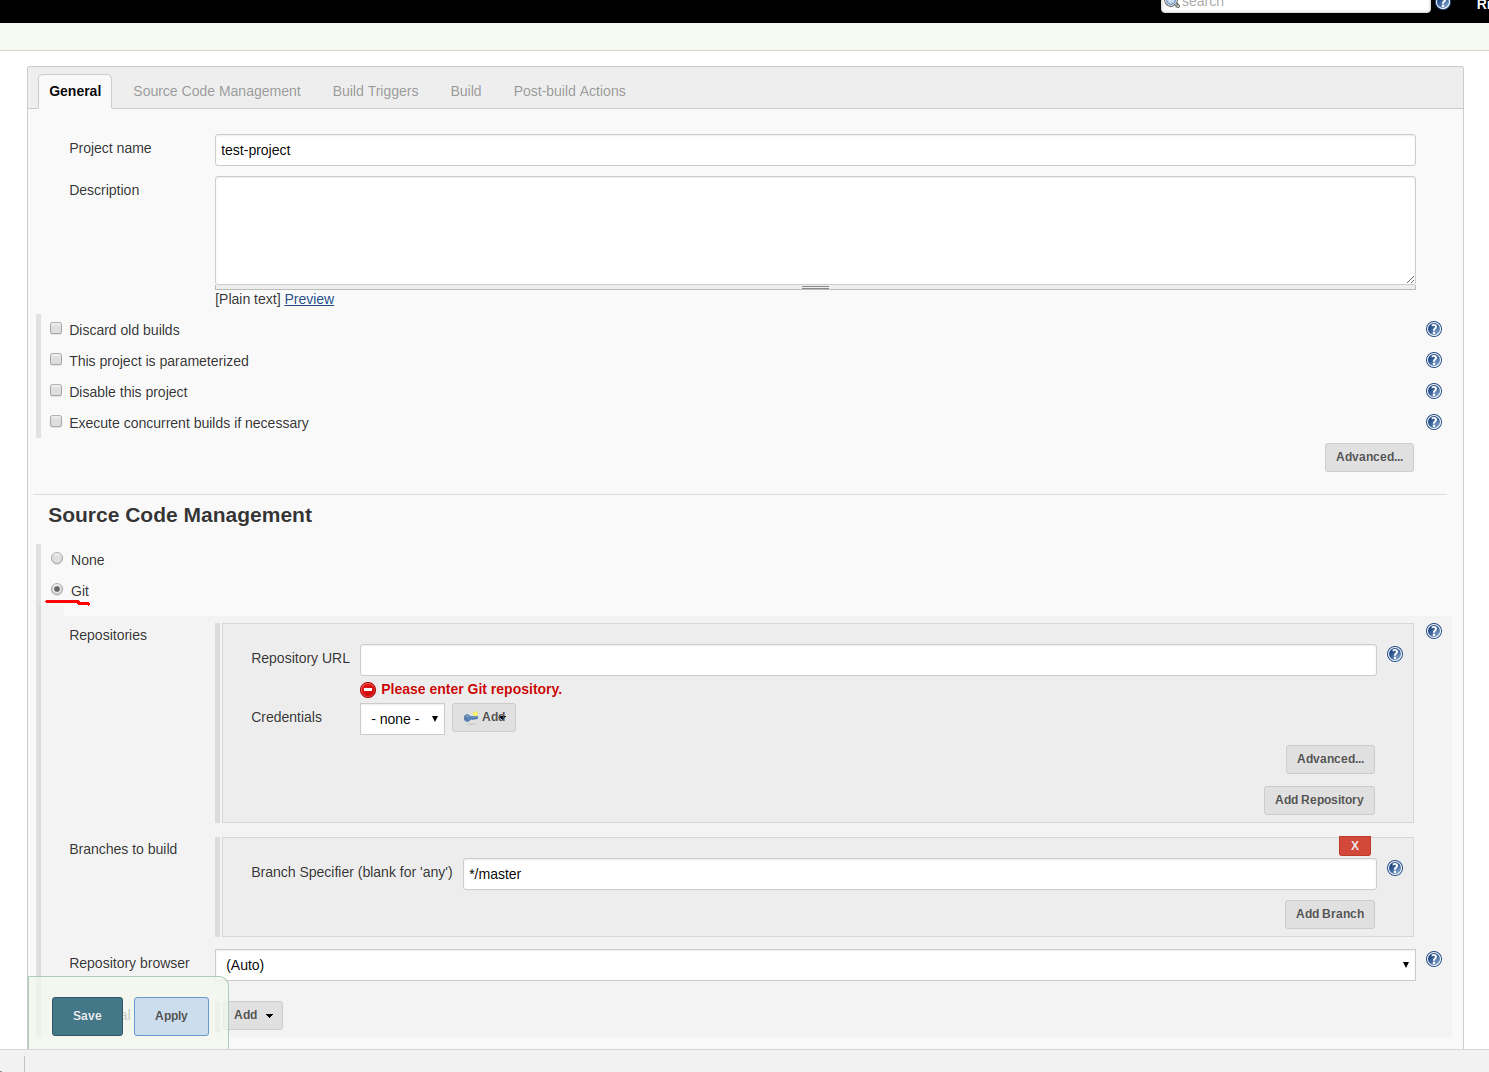 search
General Source Code Management Build Triggers Build Post-build Actions
Project name test-project
Description
[Plain text] Preview
Discard old builds
This project is parameterized
Disable this project
Execute concurrent builds if necessary
Advanced...
Source Code Management
None
Git
Repositories
Repository URL
Please enter Git repository.
Credentials - none - Add
Advanced...
Add Repository
Branches to build
X
Branch Specifier (blank for 'any') */master
Add Branch
Repository browser (Auto)
Save Apply Add